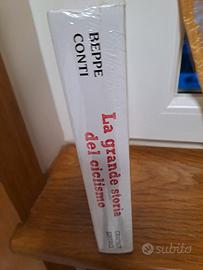 BEPPE
CONTI
La grande storia
del ciclismo
subito